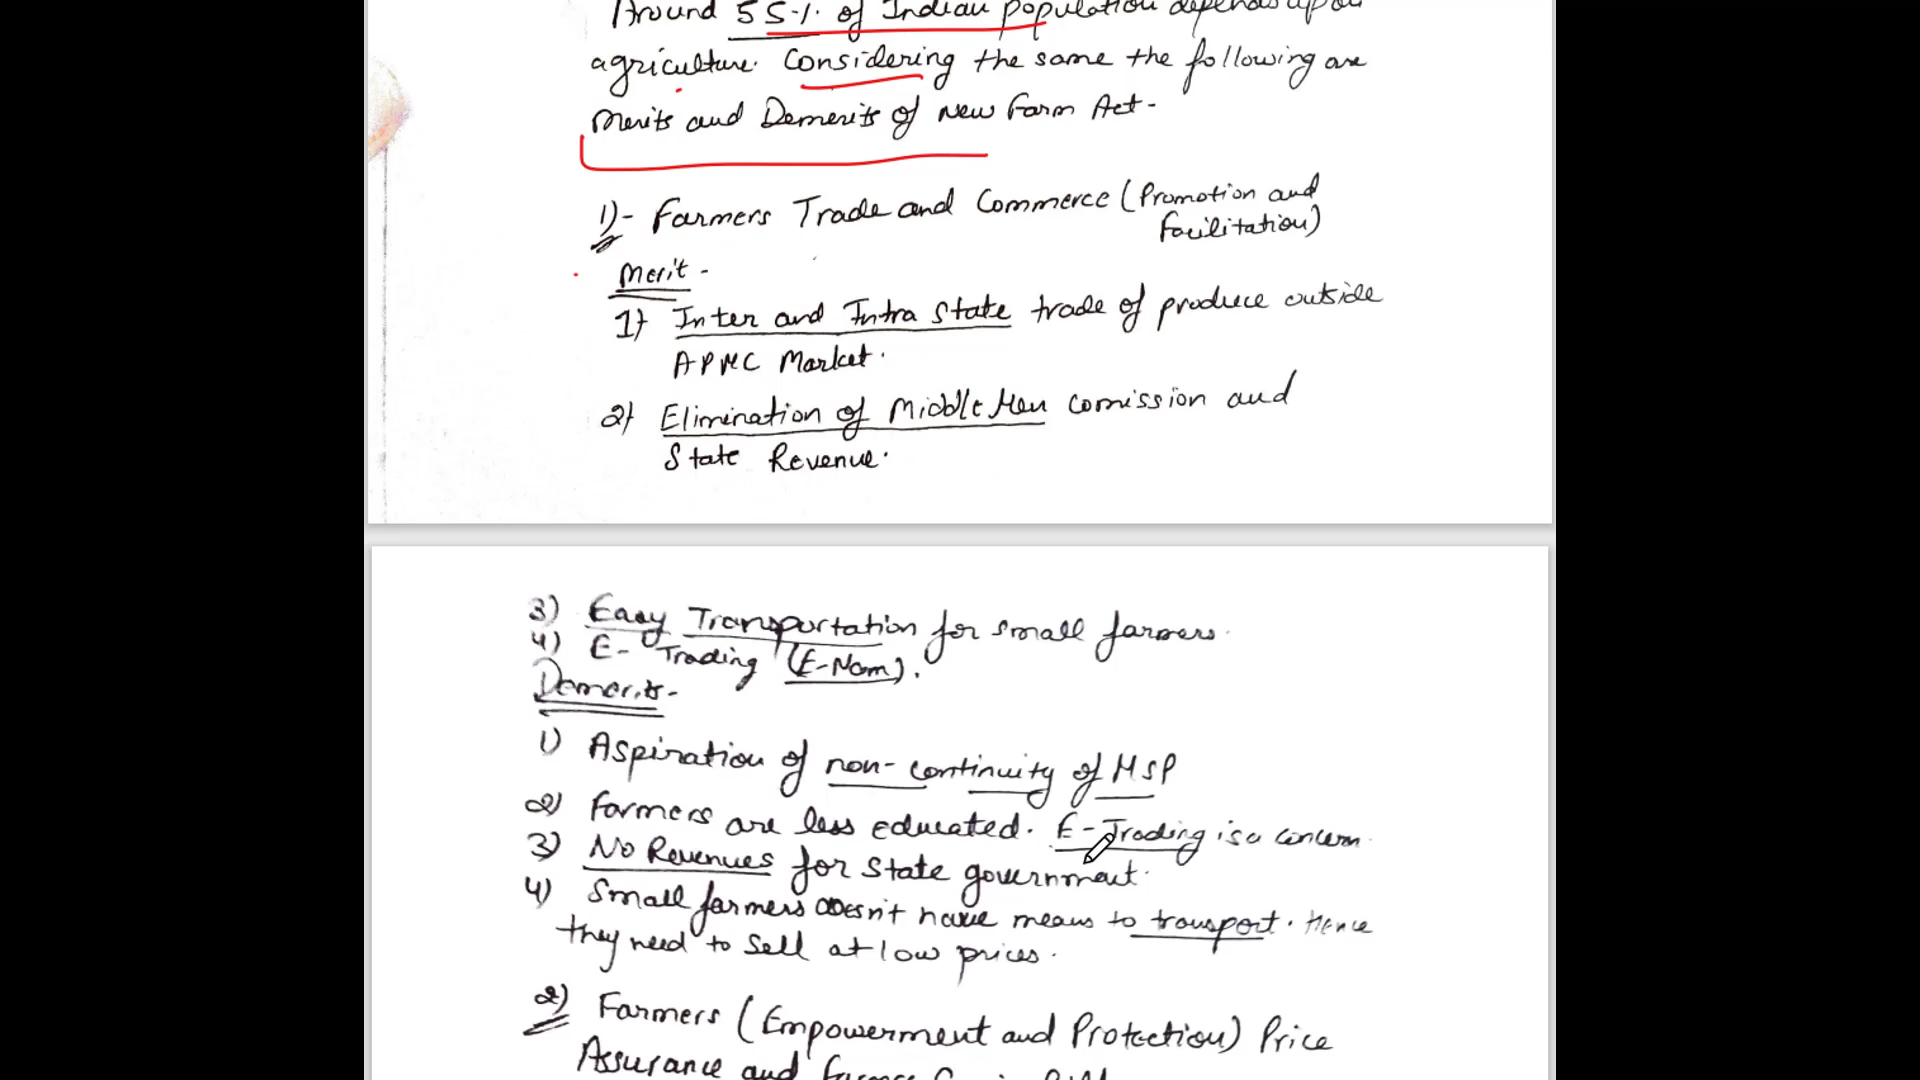 Around 55% of Indian population depends upon
agriculture. Considering the same the following are
Merits and Demerits of New Farm Act-
1)- Farmers Trade and Commerce (Promotion and
Facilitation)
Merit-
1) Inter and Intra State trade of produce outside
APMC Market.
2) Elimination of MiddleMen comission and
State Revenue.
3) Easy Transportation for small farmers.
4) E- Trading (E-Nam).
Demerits-
1) Aspiration of non-continuity of MSP
2) Farmers are less educated. E-Trading is a concern.
3) No Revenues for State government.
4) Small farmers doesn't have means to transport. Hence
they need to sell at low prices.
2) Farmers (Empowerment and Protection) Price
Assurance and